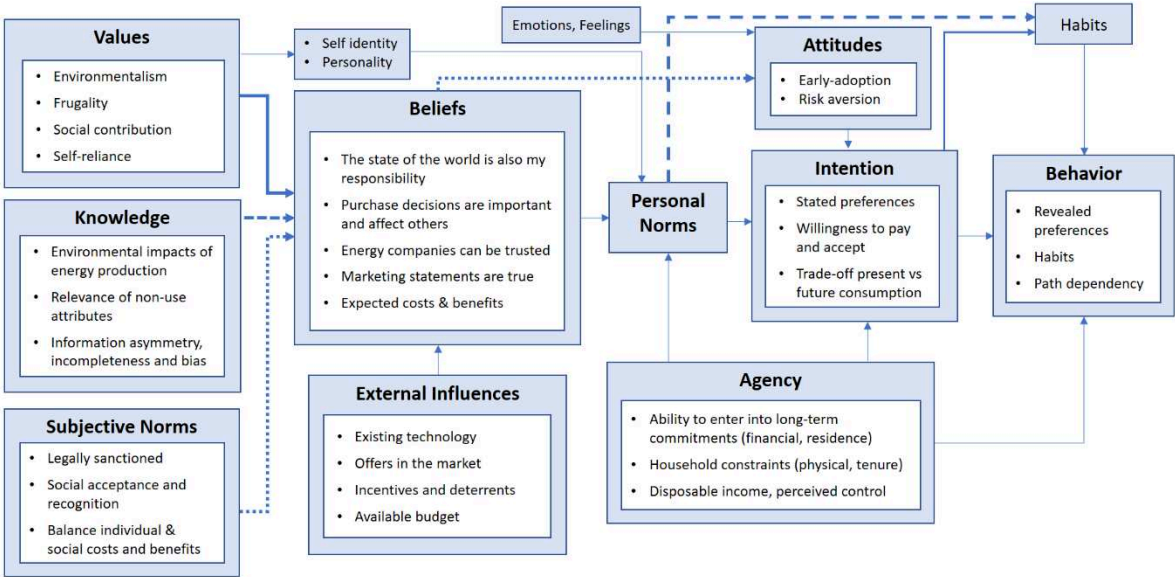 Values
• Environmentalism
• Frugality
• Social contribution
• Self-reliance
• Self identity
• Personality
Emotions, Feelings
Attitudes
• Early-adoption
• Risk aversion
Habits
Beliefs
• The state of the world is also my
responsibility
• Purchase decisions are important
and affect others
• Energy companies can be trusted
• Marketing statements are true
• Expected costs & benefits
Knowledge
• Environmental impacts of
energy production
• Relevance of non-use
attributes
• Information asymmetry,
incompleteness and bias
Personal
Norms
Intention
• Stated preferences
• Willingness to pay
and accept
• Trade-off present vs
future consumption
Behavior
• Revealed
preferences
• Habits
• Path dependency
Subjective Norms
• Legally sanctioned
• Social acceptance and
recognition
• Balance individual &
social costs and benefits
External Influences
• Existing technology
• Offers in the market
• Incentives and deterrents
• Available budget
Agency
• Ability to enter into long-term
commitments (financial, residence)
• Household constraints (physical, tenure)
• Disposable income, perceived control